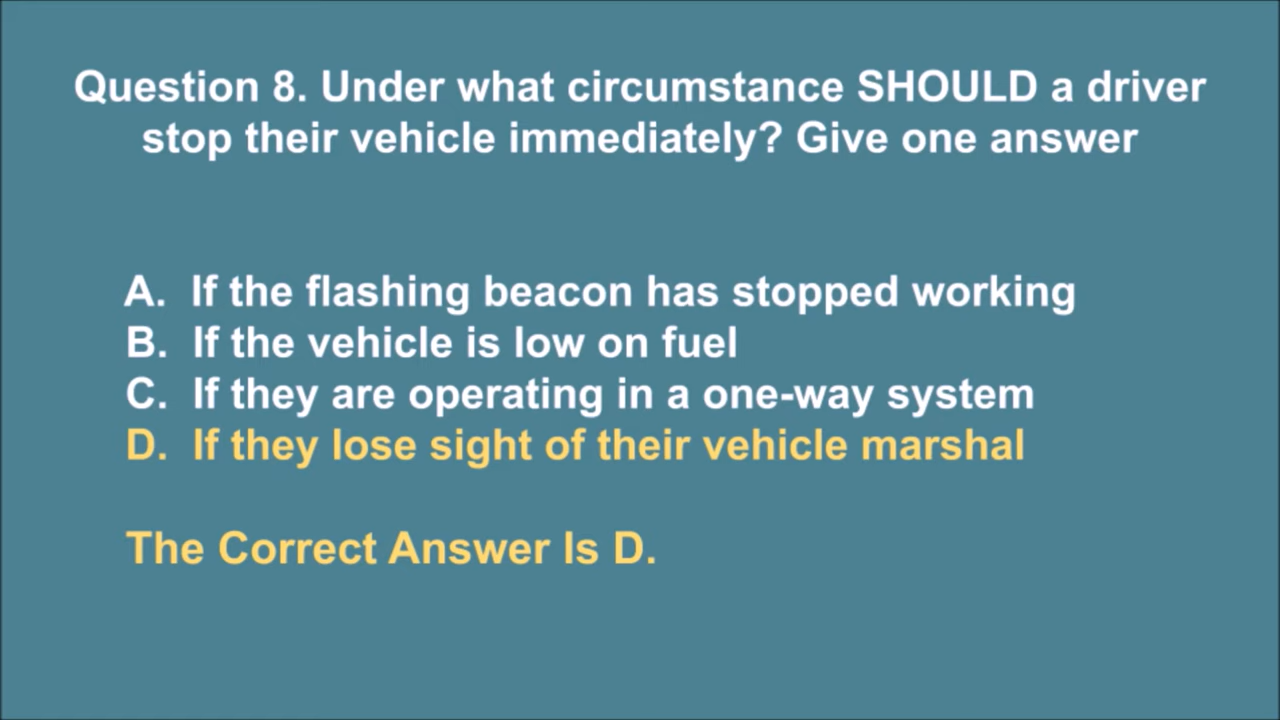 Question 8. Under what circumstance SHOULD a driver
stop their vehicle immediately? Give one answer
A. If the flashing beacon has stopped working
B. If the vehicle is low on fuel
C. If they are operating in a one-way system
D. If they lose sight of their vehicle marshal
The Correct Answer Is D.